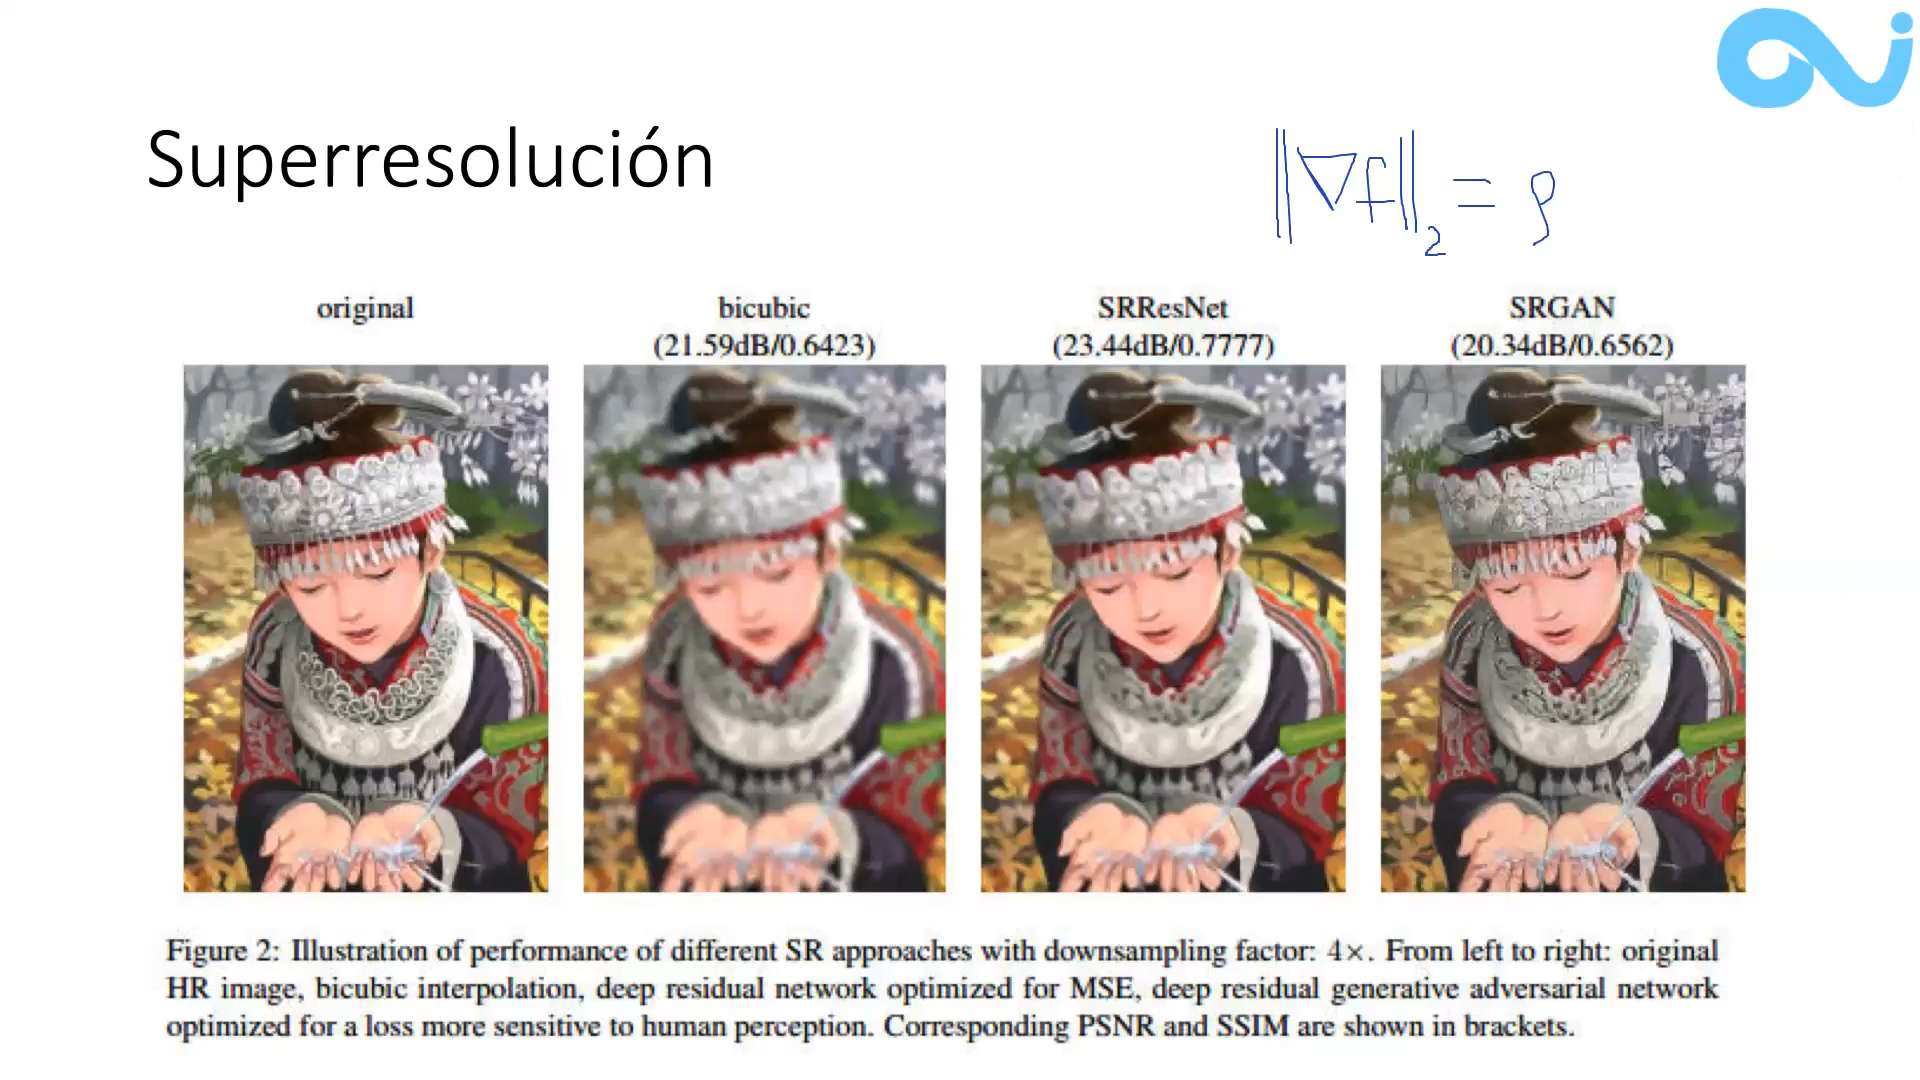 Superresolución
‖∇f‖₂ = ρ
original
bicubic
(21.59dB/0.6423)
SRResNet
(23.44dB/0.7777)
SRGAN
(20.34dB/0.6562)
Figure 2: Illustration of performance of different SR approaches with downsampling factor: 4×. From left to right: original
HR image, bicubic interpolation, deep residual network optimized for MSE, deep residual generative adversarial network
optimized for a loss more sensitive to human perception. Corresponding PSNR and SSIM are shown in brackets.